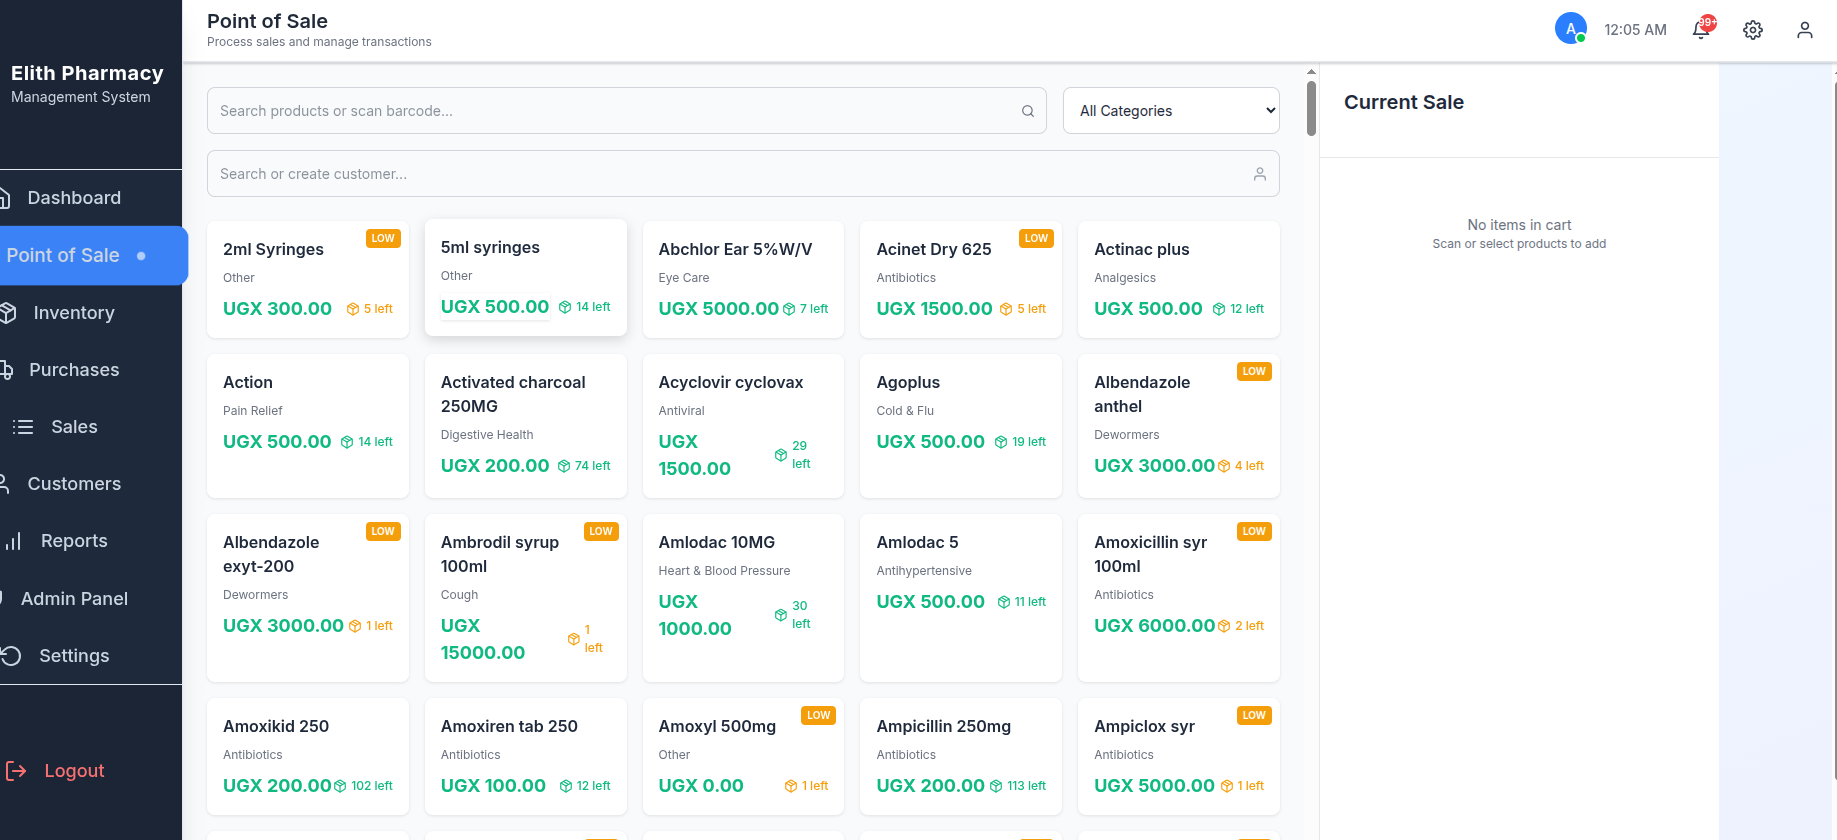 Elith Pharmacy
Management System
Dashboard
Point of Sale
Inventory
Purchases
Sales
Customers
Reports
Admin Panel
Settings
Logout
Point of Sale
Process sales and manage transactions
A
12:05 AM
99+
Search products or scan barcode...
All Categories
Search or create customer...
2ml Syringes
LOW
Other
UGX 300.00
5 left
5ml syringes
Other
UGX 500.00
14 left
Abchlor Ear 5%W/V
Eye Care
UGX 5000.00
7 left
Acinet Dry 625
LOW
Antibiotics
UGX 1500.00
5 left
Actinac plus
Analgesics
UGX 500.00
12 left
Action
Pain Relief
UGX 500.00
14 left
Activated charcoal
250MG
Digestive Health
UGX 200.00
74 left
Acyclovir cyclovax
Antiviral
UGX
1500.00
29
left
Agoplus
Cold & Flu
UGX 500.00
19 left
Albendazole
anthel
LOW
Dewormers
UGX 3000.00
4 left
Albendazole
exyt-200
LOW
Dewormers
UGX 3000.00
1 left
Ambrodil syrup
100ml
LOW
Cough
UGX
15000.00
1
left
Amlodac 10MG
Heart & Blood Pressure
UGX
1000.00
30
left
Amlodac 5
Antihypertensive
UGX 500.00
11 left
Amoxicillin syr
100ml
LOW
Antibiotics
UGX 6000.00
2 left
Amoxikid 250
Antibiotics
UGX 200.00
102 left
Amoxiren tab 250
Antibiotics
UGX 100.00
12 left
Amoxyl 500mg
LOW
Other
UGX 0.00
1 left
Ampicillin 250mg
Antibiotics
UGX 200.00
113 left
Ampiclox syr
LOW
Antibiotics
UGX 5000.00
1 left
Current Sale
No items in cart
Scan or select products to add